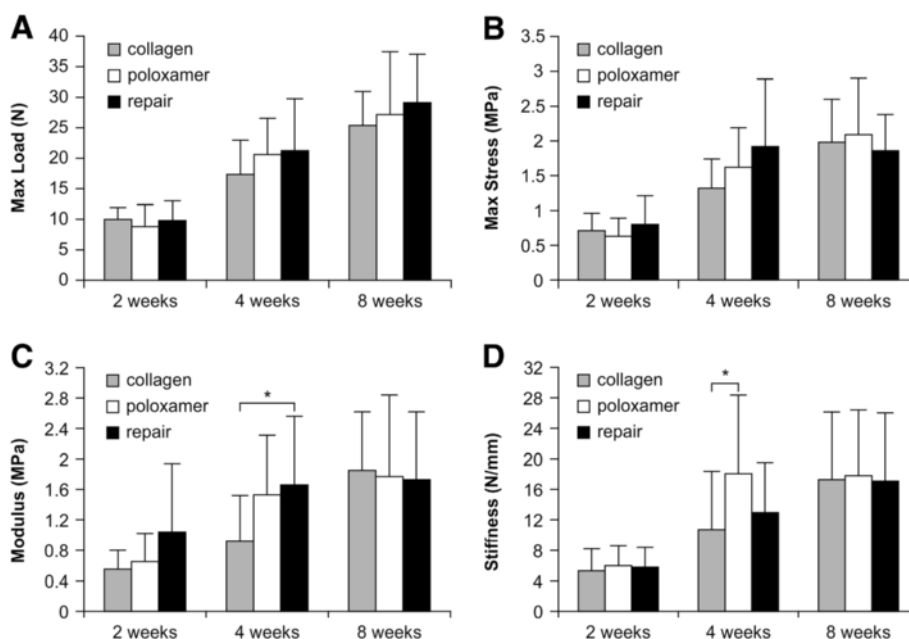 A
Max Load (N)
40
35
30
25
20
15
10
5
0
collagen
poloxamer
repair
2 weeks
4 weeks
8 weeks
B
Max Stress (MPa)
3.5
3
2.5
2
1.5
1
0.5
0
collagen
poloxamer
repair
2 weeks
4 weeks
8 weeks
C
Modulus (MPa)
3.2
2.8
2.4
2
1.6
1.2
0.8
0.4
0
collagen
poloxamer
repair
*
2 weeks
4 weeks
8 weeks
D
Stiffness (N/mm)
32
28
24
20
16
12
8
4
0
collagen
poloxamer
repair
*
2 weeks
4 weeks
8 weeks